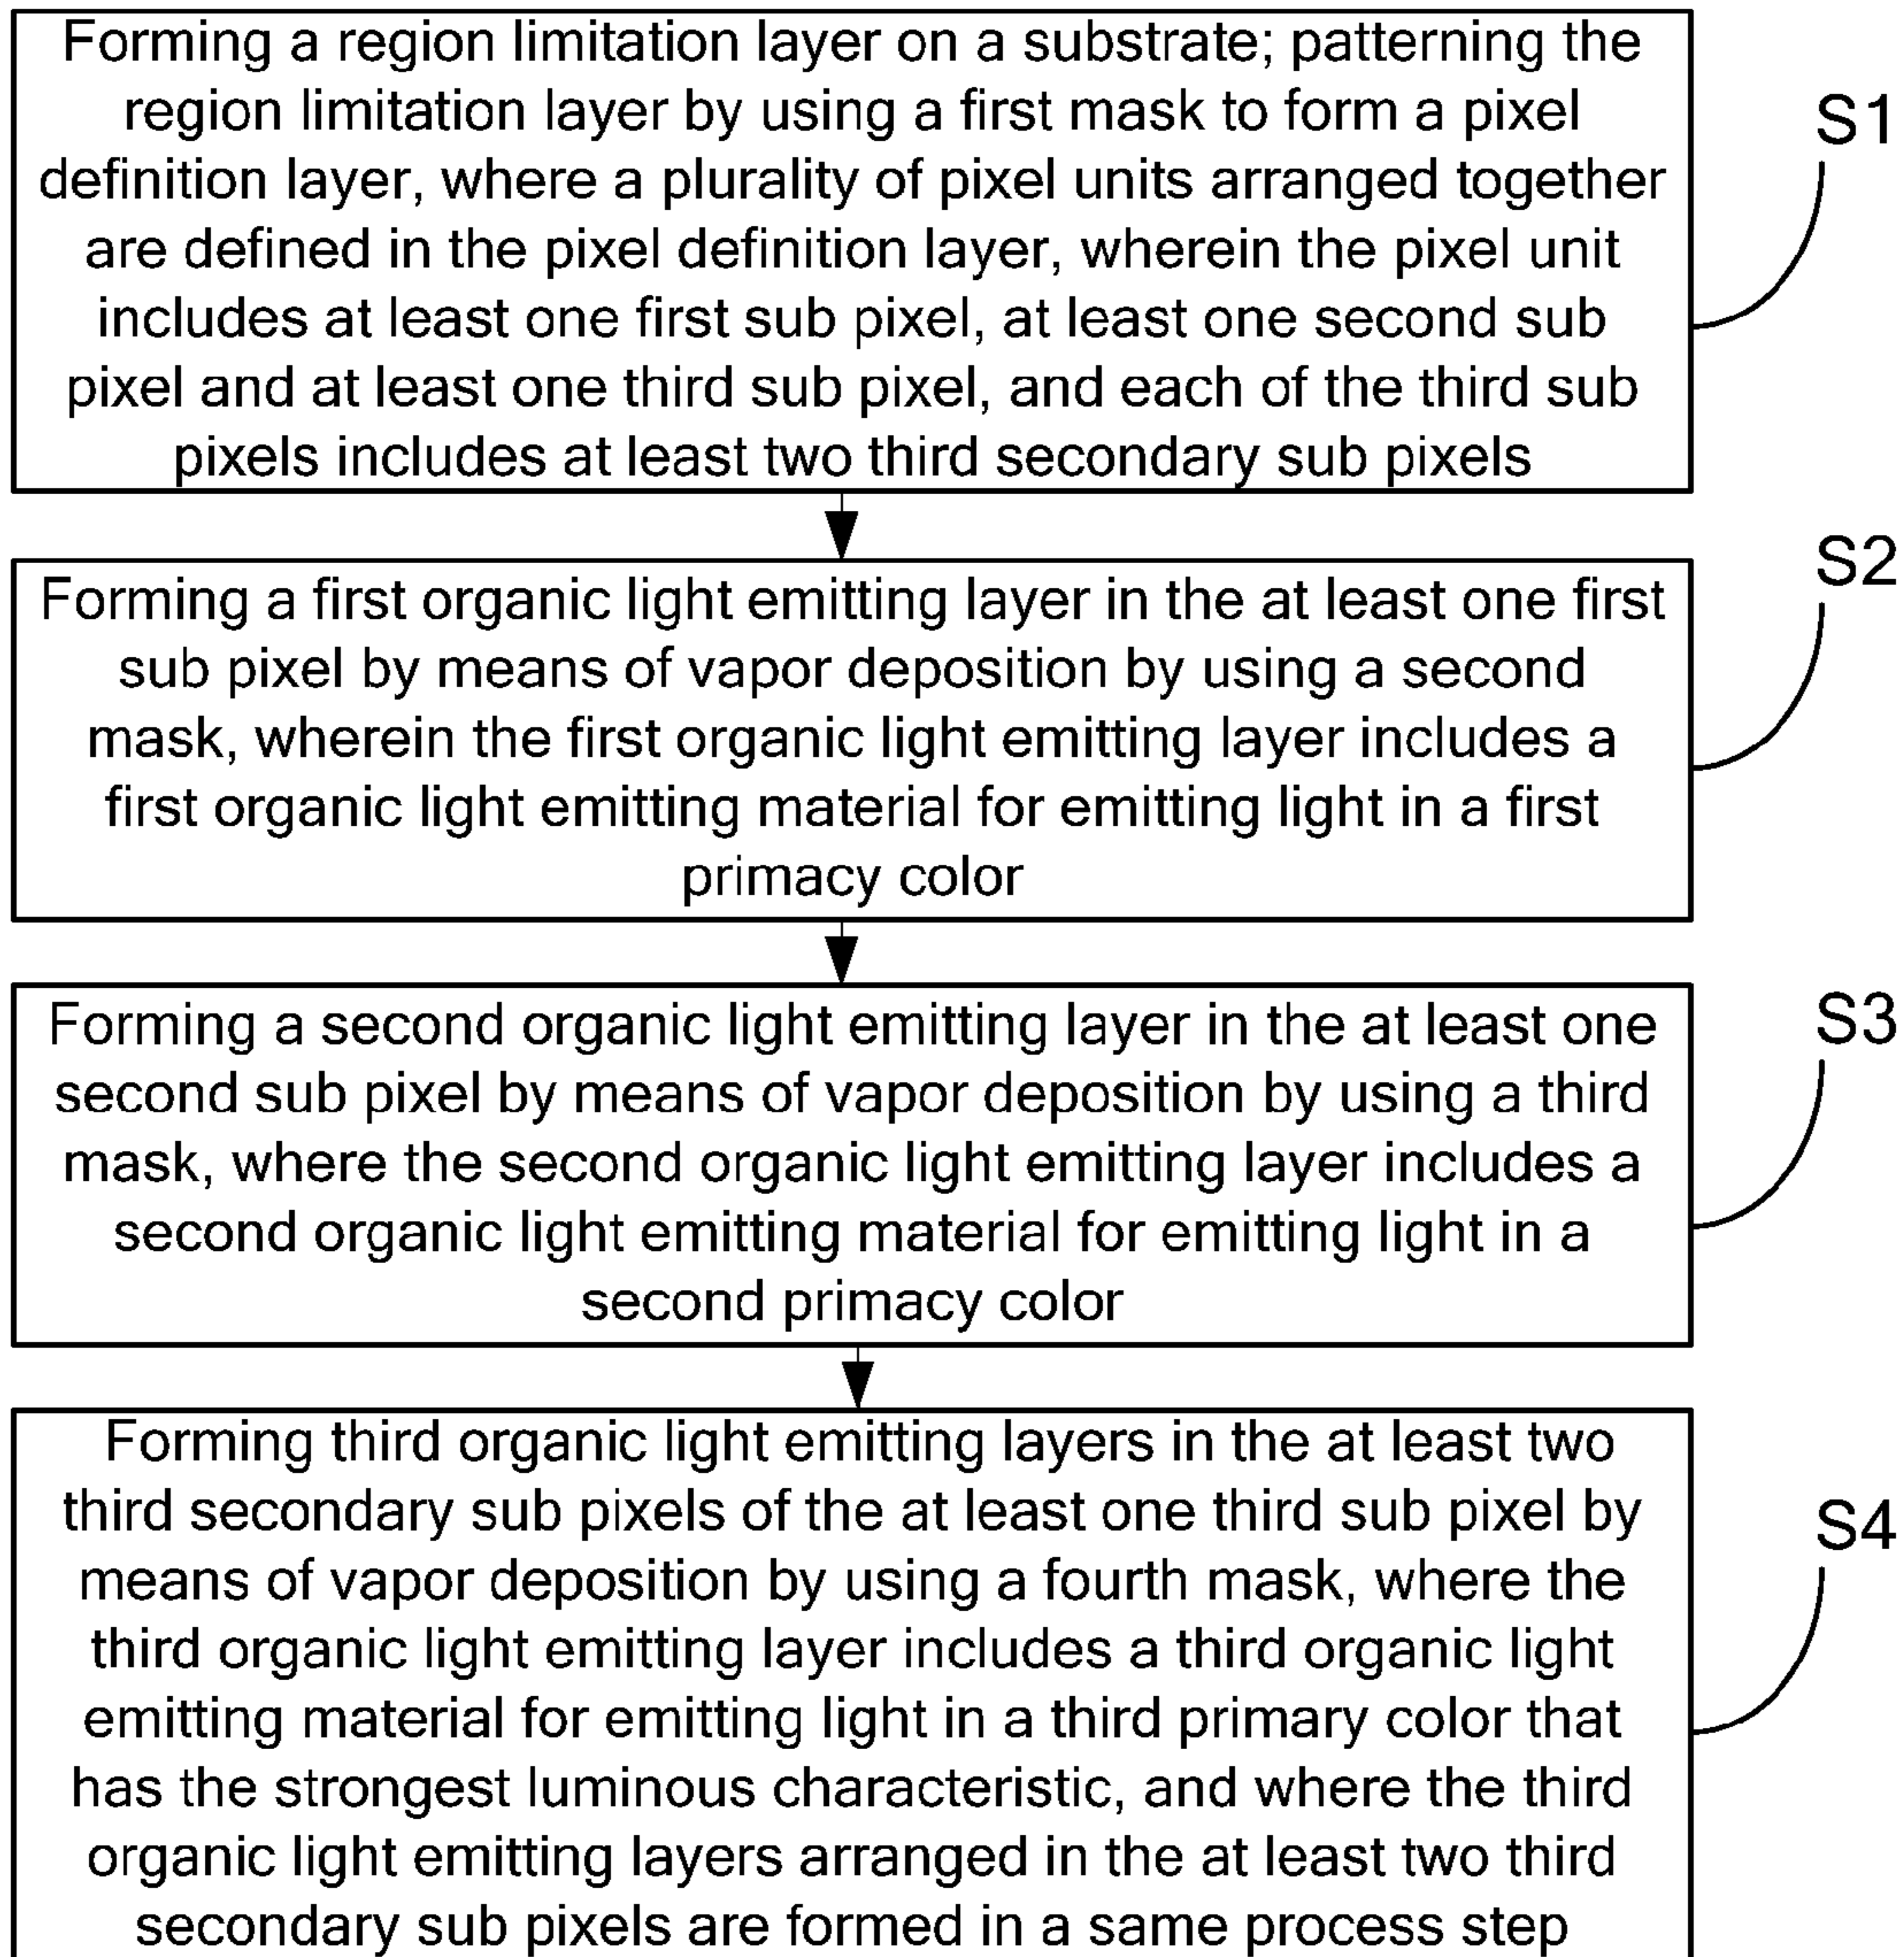 Forming a region limitation layer on a substrate; patterning the
region limitation layer by using a first mask to form a pixel
definition layer, where a plurality of pixel units arranged together
are defined in the pixel definition layer, wherein the pixel unit
includes at least one first sub pixel, at least one second sub
pixel and at least one third sub pixel, and each of the third sub
pixels includes at least two third secondary sub pixels
S1
Forming a first organic light emitting layer in the at least one first
sub pixel by means of vapor deposition by using a second
mask, wherein the first organic light emitting layer includes a
first organic light emitting material for emitting light in a first
primacy color
S2
Forming a second organic light emitting layer in the at least one
second sub pixel by means of vapor deposition by using a third
mask, where the second organic light emitting layer includes a
second organic light emitting material for emitting light in a
second primacy color
S3
Forming third organic light emitting layers in the at least two
third secondary sub pixels of the at least one third sub pixel by
means of vapor deposition by using a fourth mask, where the
third organic light emitting layer includes a third organic light
emitting material for emitting light in a third primary color that
has the strongest luminous characteristic, and where the third
organic light emitting layers arranged in the at least two third
secondary sub pixels are formed in a same process step
S4